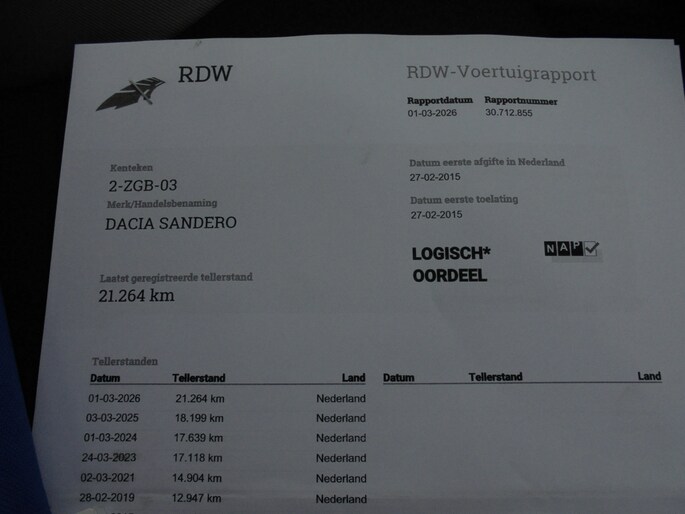 RDW
RDW-Voertuigrapport
Rapportdatum Rapportnummer
01-03-2026 30.712.855
Kenteken
2-ZGB-03
Merk/Handelsbenaming
DACIA SANDERO
Datum eerste afgifte in Nederland
27-02-2015
Datum eerste toelating
27-02-2015
Laatst geregistreerde tellerstand
21.264 km
LOGISCH*
OORDEEL
NAP
Tellerstanden
Datum Tellerstand Land Datum Tellerstand Land
01-03-2026 21.264 km Nederland
03-03-2025 18.199 km Nederland
01-03-2024 17.639 km Nederland
24-03-2023 17.118 km Nederland
02-03-2021 14.904 km Nederland
28-02-2019 12.947 km Nederland